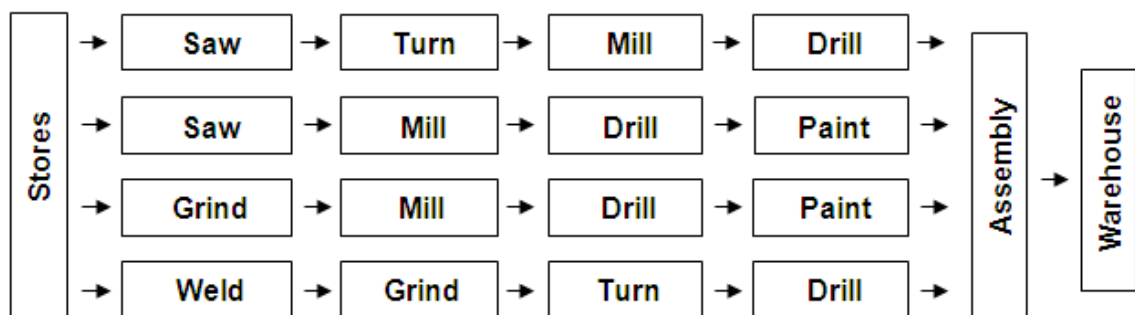 Stores
Saw Turn Mill Drill
Saw Mill Drill Paint
Grind Mill Drill Paint
Weld Grind Turn Drill
Assembly
Warehouse